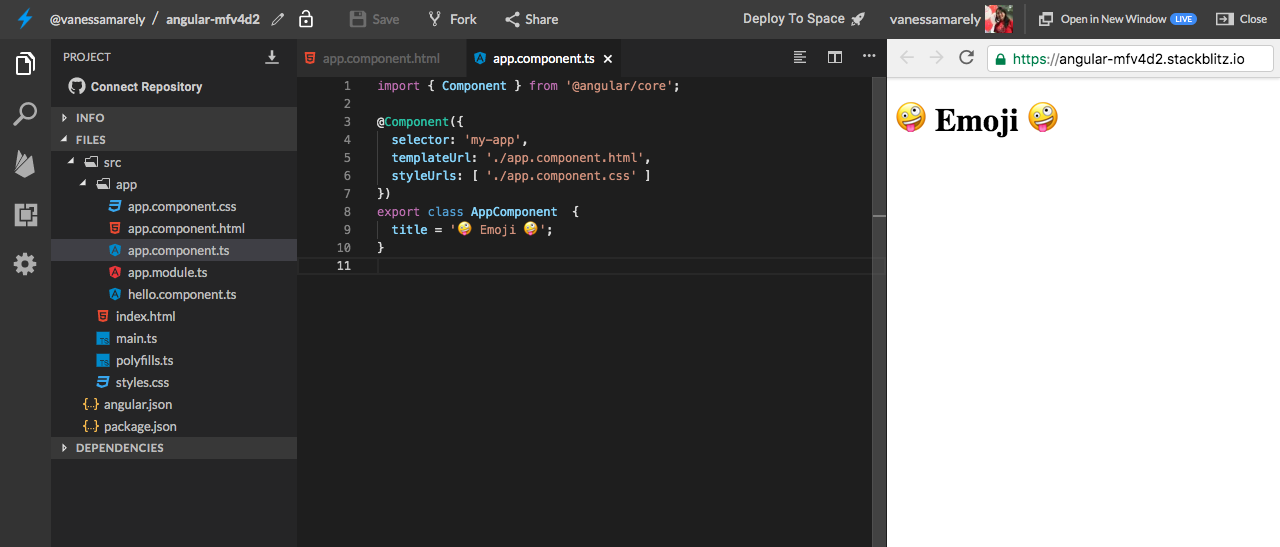 @vanessamarely / angular-mfv4d2 Save Fork Share Deploy To Space vanessamarely Open in New Window LIVE Close
PROJECT
Connect Repository
INFO
FILES
src
app
app.component.css
app.component.html
app.component.ts
app.module.ts
hello.component.ts
index.html
main.ts
polyfills.ts
styles.css
{..} angular.json
{..} package.json
DEPENDENCIES
app.component.html app.component.ts ×
1 import { Component } from '@angular/core';
2
3 @Component({
4 selector: 'my-app',
5 templateUrl: './app.component.html',
6 styleUrls: [ './app.component.css' ]
7 })
8 export class AppComponent {
9 title = '🤪 Emoji 🤪';
10 }
11
https://angular-mfv4d2.stackblitz.io
🤪 Emoji 🤪